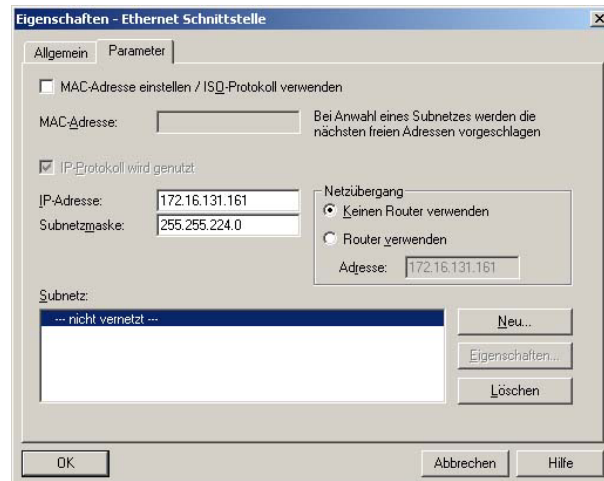 Eigenschaften - Ethernet Schnittstelle
Allgemein
Parameter
MAC-Adresse einstellen / ISO-Protokoll verwenden
MAC-Adresse:
Bei Anwahl eines Subnetzes werden die
nächsten freien Adressen vorgeschlagen
IP-Protokoll wird genutzt
IP-Adresse:
172.16.131.161
Subnetzmaske:
255.255.224.0
Netzübergang
Keinen Router verwenden
Router verwenden
Adresse:
172.16.131.161
Subnetz:
--- nicht vernetzt ---
Neu...
Eigenschaften...
Löschen
OK
Abbrechen
Hilfe